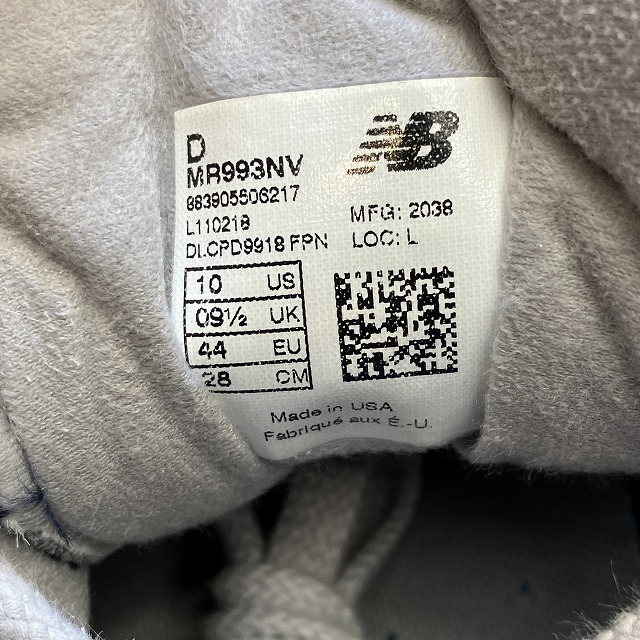 D
NB
MR993NV
883905506217
L110218
MFG: 2038
DLCPD9918 FPN
LOC: L
10 US
09½ UK
44 EU
28 CM
Made in USA
Fabriqué aux É.-U.